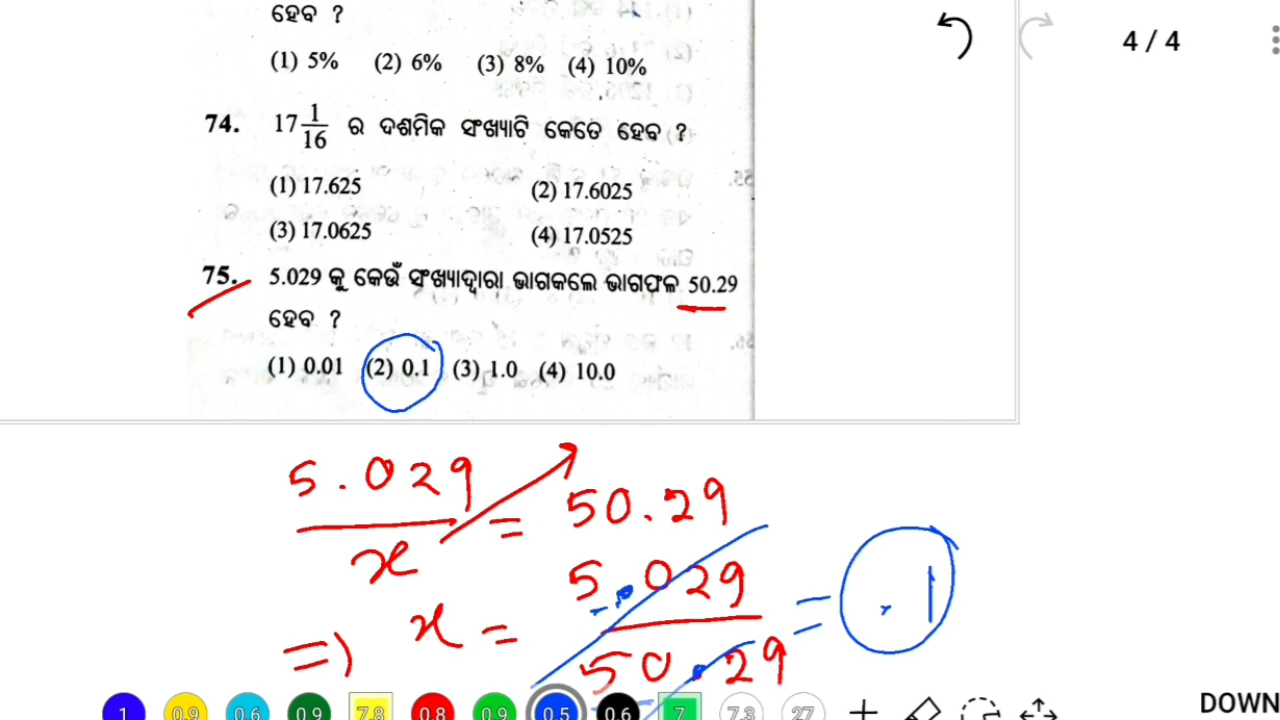 ହେବ ?
(1) 5% (2) 6% (3) 8% (4) 10%
4 / 4
74. 17 1/16 ର ଦଶମିକ ସଂଖ୍ୟାଟି କେତେ ହେବ ?
(1) 17.625 (2) 17.6025
(3) 17.0625 (4) 17.0525
75. 5.029 କୁ କେଉଁ ସଂଖ୍ୟାଦ୍ୱାରା ଭାଗକଲେ ଭାଗଫଳ 50.29
ହେବ ?
(1) 0.01 (2) 0.1 (3) 1.0 (4) 10.0
5.029/x = 50.29
=> x = 5.029/50.29 = .1
1 0.9 0.6 0.9 7.8 0.8 0.9 0.5 0.6 7 7.3 27
DOWN